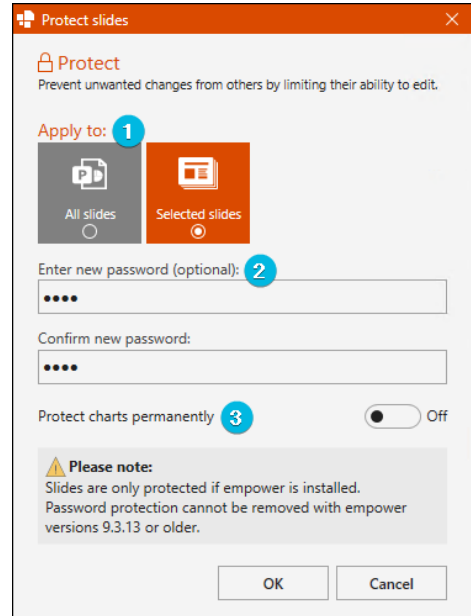 Protect slides
Protect
Prevent unwanted changes from others by limiting their ability to edit.
Apply to: 1
All slides
Selected slides
Enter new password (optional): 2
••••
Confirm new password:
••••
Protect charts permanently 3 Off
Please note:
Slides are only protected if empower is installed.
Password protection cannot be removed with empower
versions 9.3.13 or older.
OK Cancel